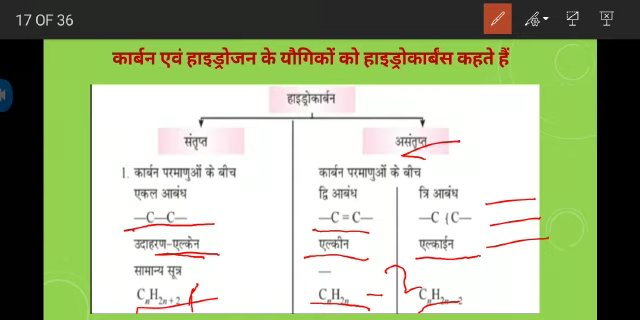 17 OF 36
कार्बन एवं हाइड्रोजन के यौगिकों को हाइड्रोकार्बंस कहते हैं
हाइड्रोकार्बन
संतृप्त असंतृप्त
1. कार्बन परमाणुओं के बीच कार्बन परमाणुओं के बीच
एकल आबंध द्वि आबंध त्रि आबंध
—C—C— —C = C— —C { C—
उदाहरण—एल्केन एल्कीन एल्काईन
सामान्य सूत्र —
CₙH₂ₙ₊₂ CₙH₂ₙ CₙH₂ₙ₋₂